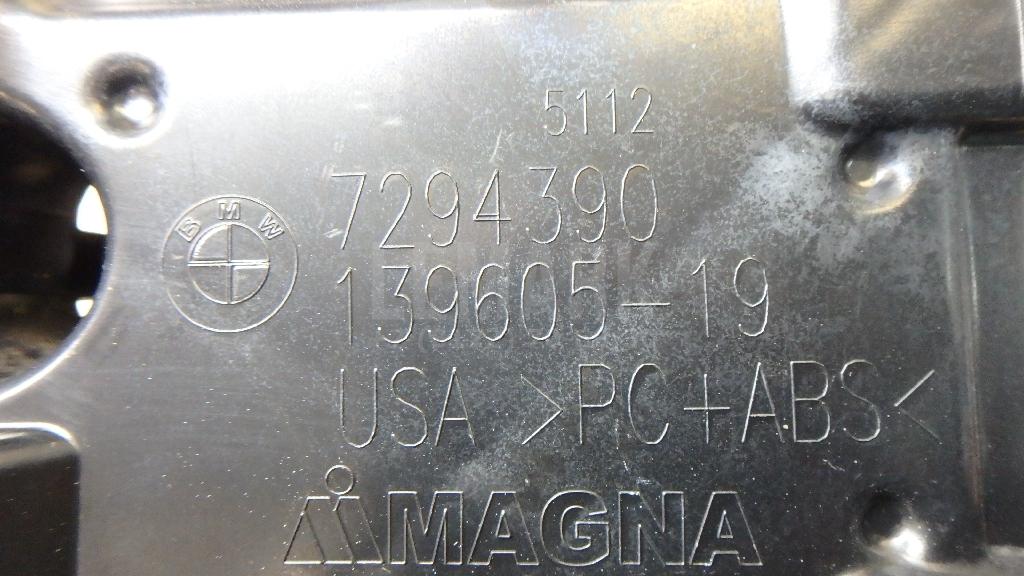 5112
7294390
BMW
139605-19
USA >PC+ABS<
MAGNA